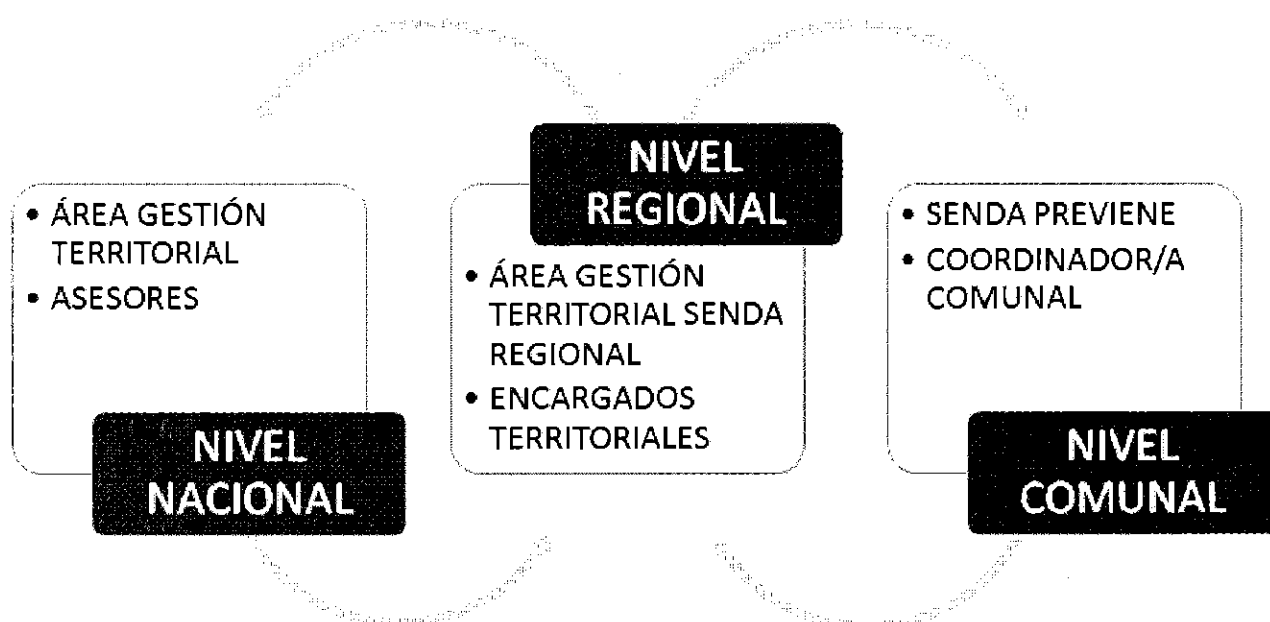 • ÁREA GESTIÓN
TERRITORIAL
• ASESORES
NIVEL
NACIONAL
NIVEL
REGIONAL
• ÁREA GESTIÓN
TERRITORIAL SENDA
REGIONAL
• ENCARGADOS
TERRITORIALES
• SENDA PREVIENE
• COORDINADOR/A
COMUNAL
NIVEL
COMUNAL